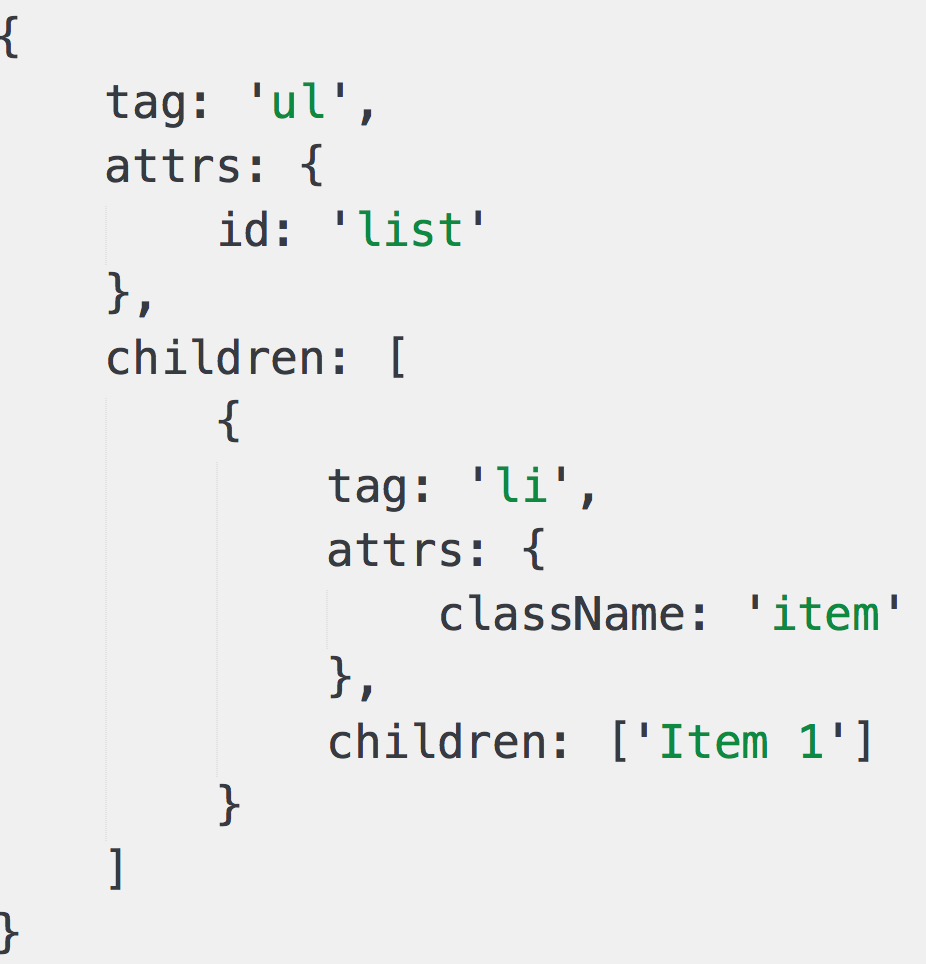 {
    tag: 'ul',
    attrs: {
        id: 'list'
    },
    children: [
        {
            tag: 'li',
            attrs: {
                className: 'item'
            },
            children: ['Item 1']
        }
    ]
}